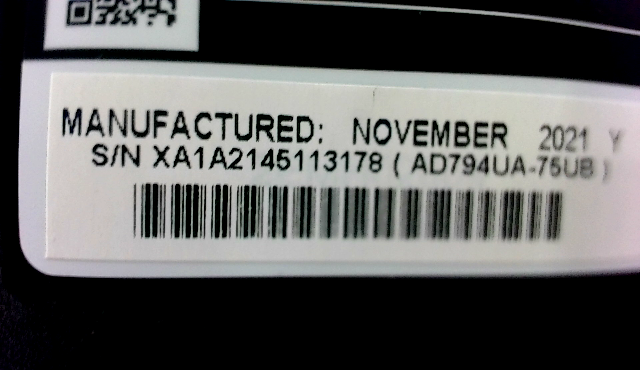 MANUFACTURED: NOVEMBER 2021 Y
S/N XA1A2145113178 ( AD794UA-75UB )